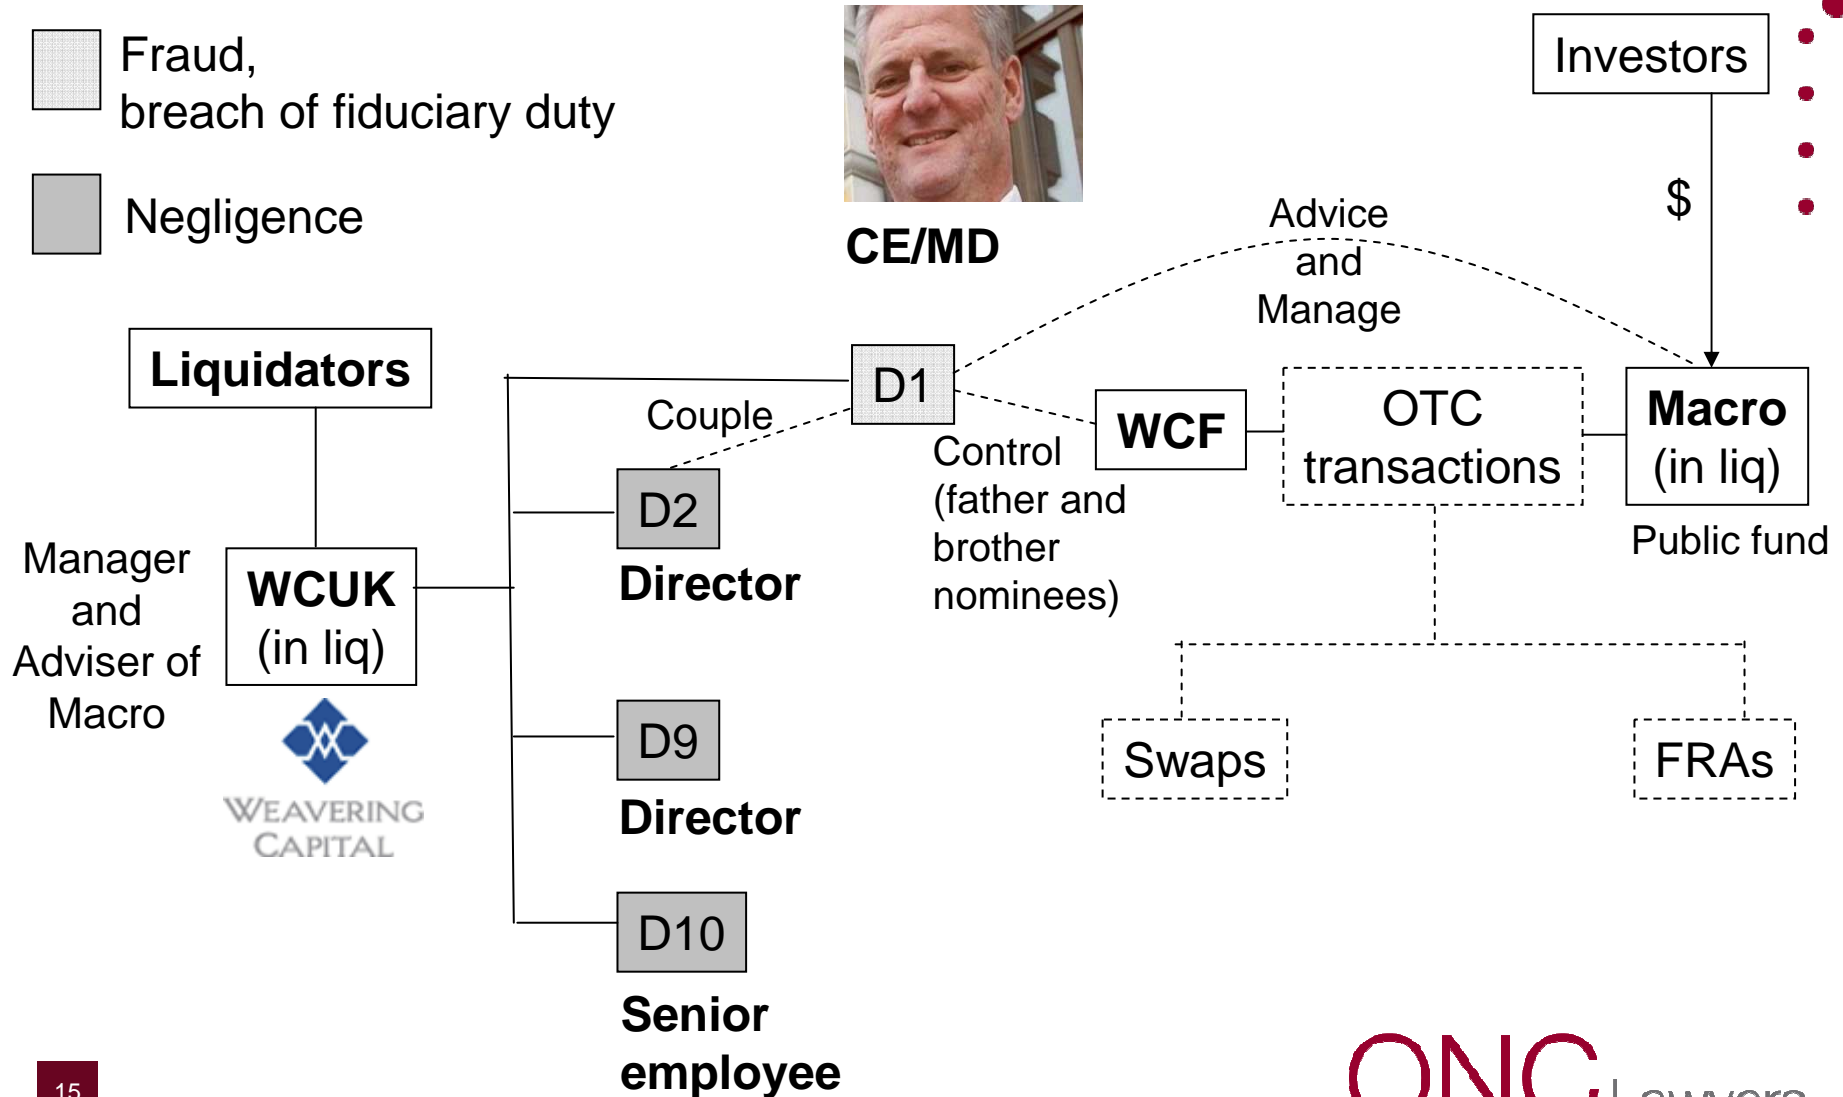 Fraud,
breach of fiduciary duty
Negligence
CE/MD
Investors
$
Advice
and
Manage
Liquidators
D1
Couple
WCF
OTC
transactions
Macro
(in liq)
Public fund
Control
(father and
brother
nominees)
D2
Director
Manager
and
Adviser of
Macro
WCUK
(in liq)
WEAVERING
CAPITAL
D9
Director
Swaps
FRAs
D10
Senior
employee
15
ONC Lawyers